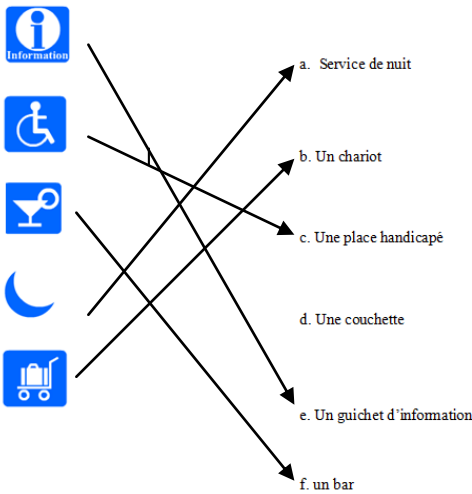 Information
a. Service de nuit
b. Un chariot
c. Une place handicapé
d. Une couchette
e. Un guichet d'information
f. un bar